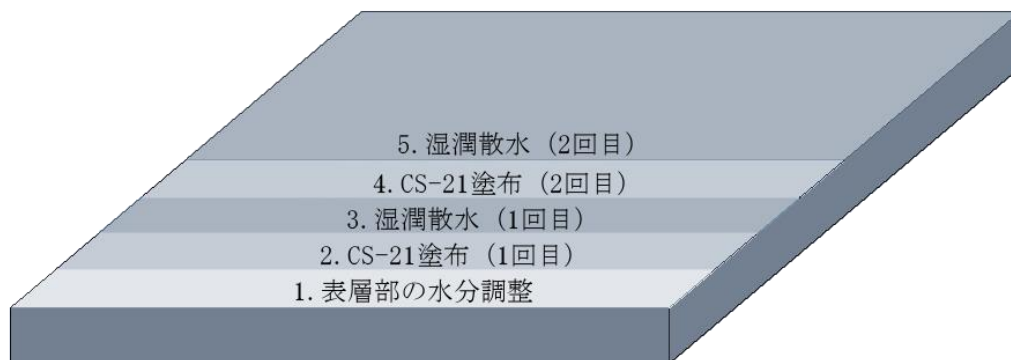 5. 湿潤散水 (2回目)
4. CS-21塗布 (2回目)
3. 湿潤散水 (1回目)
2. CS-21塗布 (1回目)
1. 表層部の水分調整